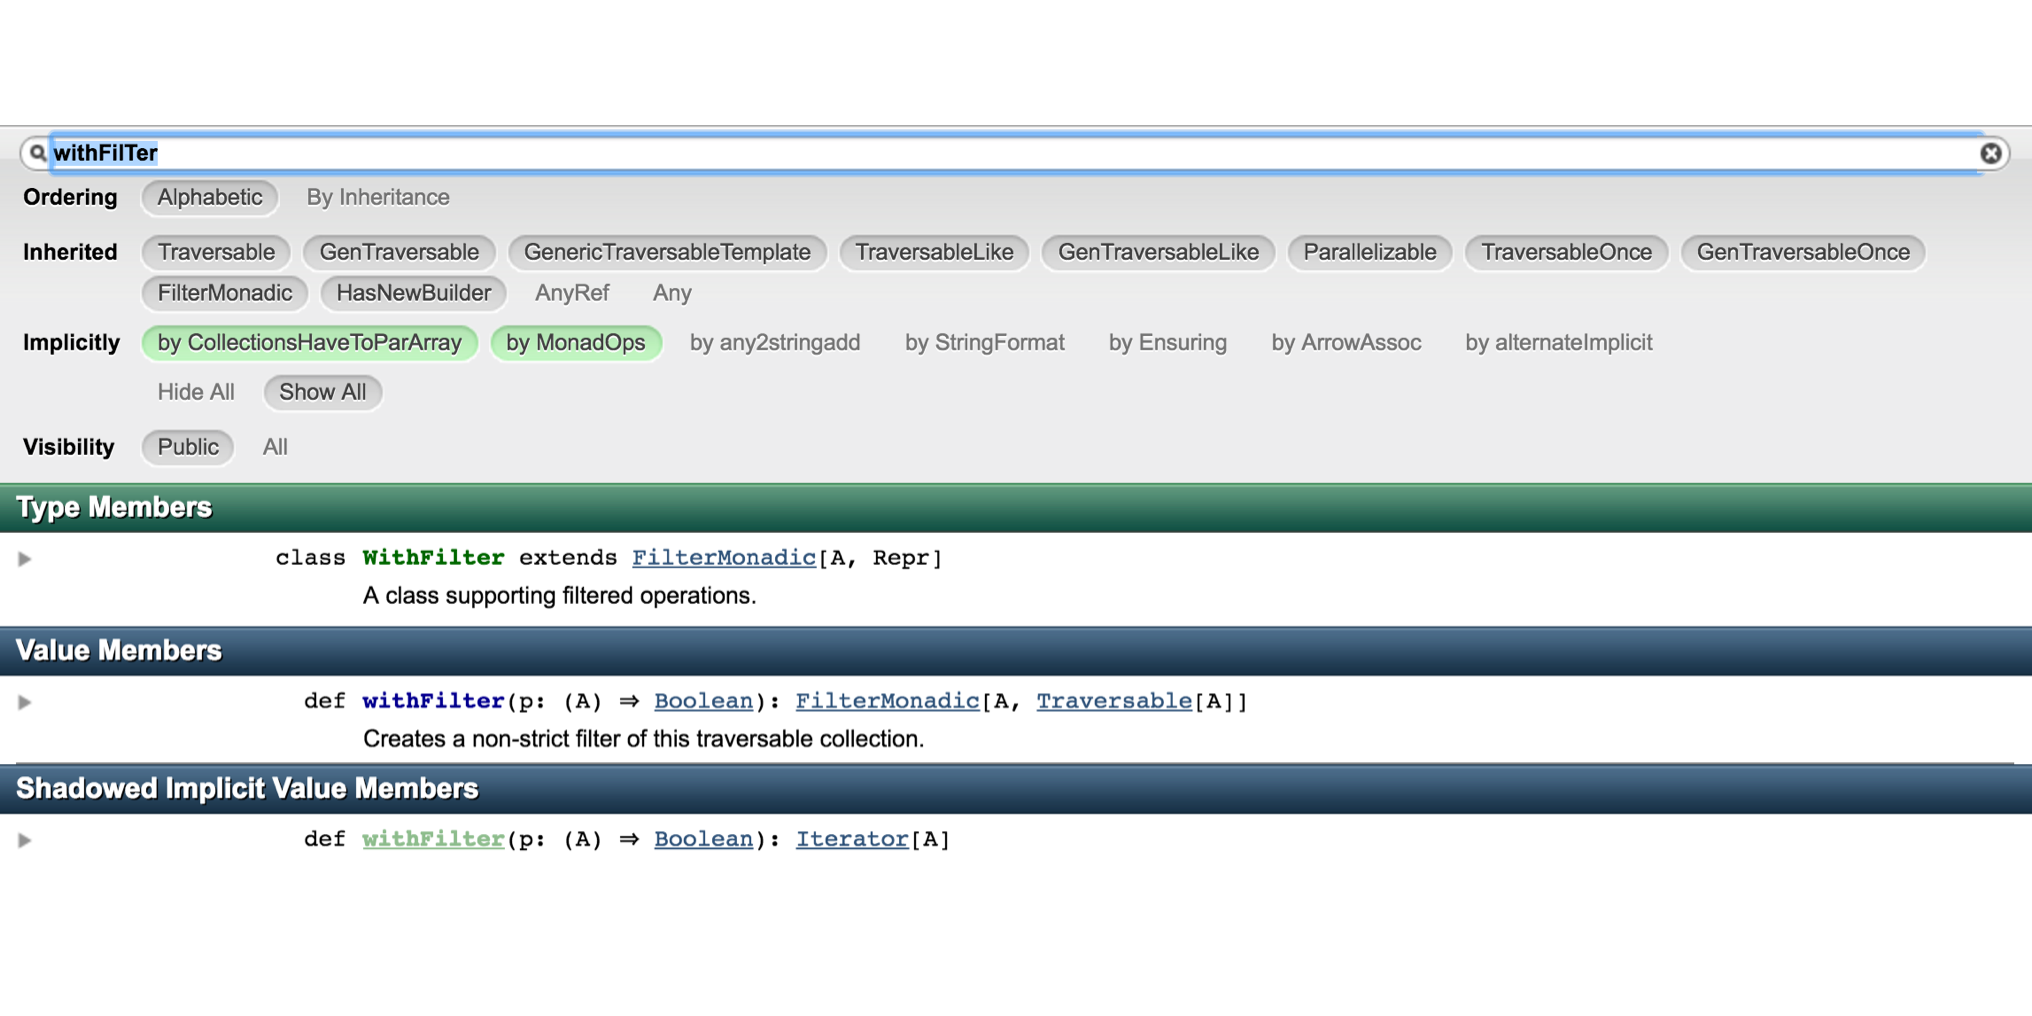 withFilTer
Ordering Alphabetic By Inheritance
Inherited Traversable GenTraversable GenericTraversableTemplate TraversableLike GenTraversableLike Parallelizable TraversableOnce GenTraversableOnce
FilterMonadic HasNewBuilder AnyRef Any
Implicitly by CollectionsHaveToParArray by MonadOps by any2stringadd by StringFormat by Ensuring by ArrowAssoc by alternateImplicit
Hide All Show All
Visibility Public All
Type Members
class WithFilter extends FilterMonadic[A, Repr]
A class supporting filtered operations.
Value Members
def withFilter(p: (A) ⇒ Boolean): FilterMonadic[A, Traversable[A]]
Creates a non-strict filter of this traversable collection.
Shadowed Implicit Value Members
def withFilter(p: (A) ⇒ Boolean): Iterator[A]